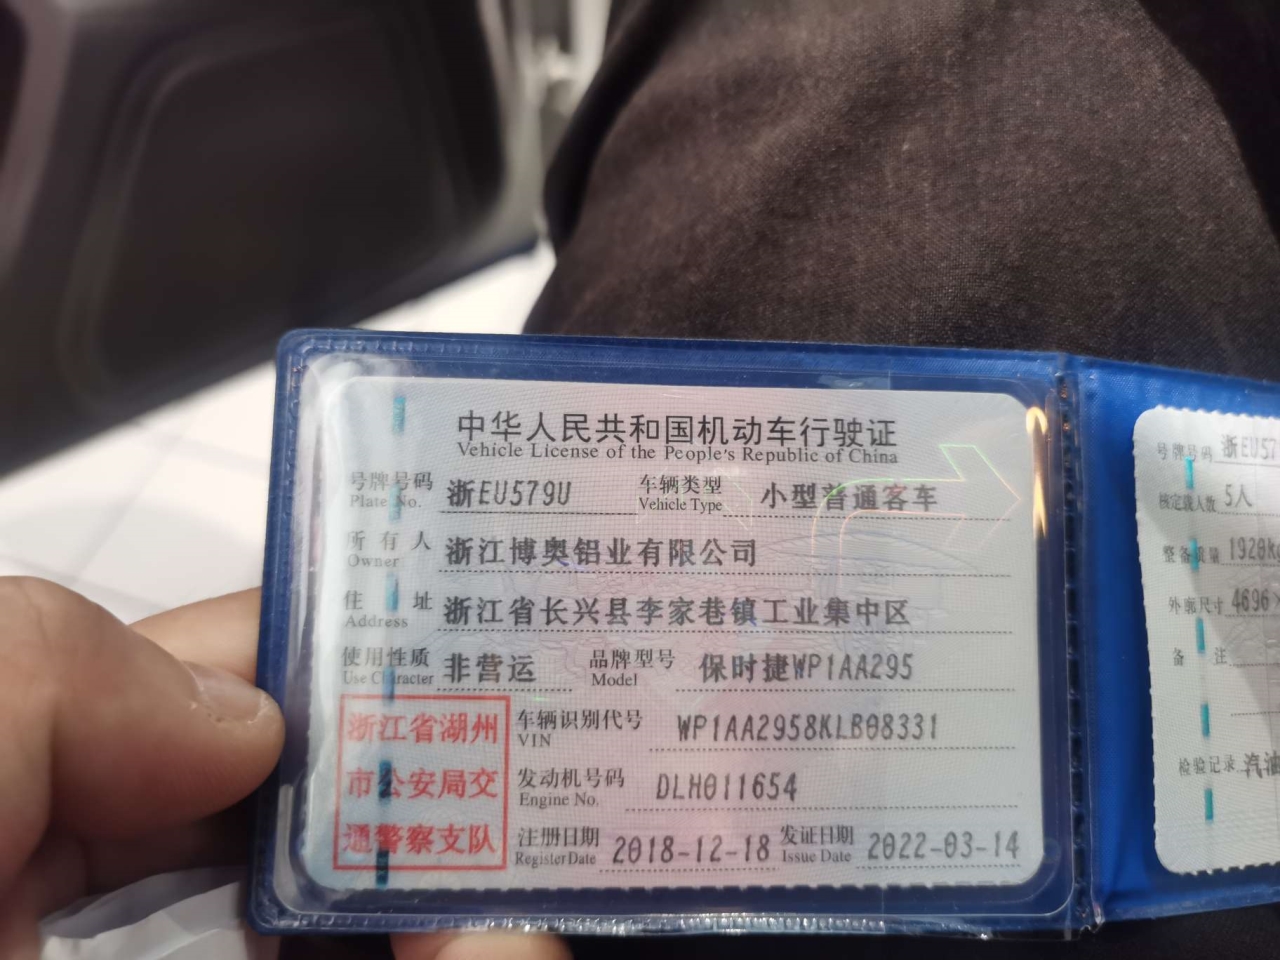 中华人民共和国机动车行驶证
Vehicle License of the People's Republic of China
号牌号码 浙EU579U 车辆类型 小型普通客车
Plate No. Vehicle Type
所有人 浙江博奥铝业有限公司
Owner
住址 浙江省长兴县李家巷镇工业集中区
Address
使用性质 非营运 品牌型号 保时捷WP1AA295
Use Character Model
浙江省湖州
市公安局交
通警察支队
车辆识别代号 WP1AA2958KLB08331
VIN
发动机号码 DLH011654
Engine No.
注册日期 2018-12-18 发证日期 2022-03-14
Register Date Issue Date
号牌号码 浙EU57
核定载人数 5人
整备质量 1920k
外廓尺寸 4696×
备注
检验记录 汽油